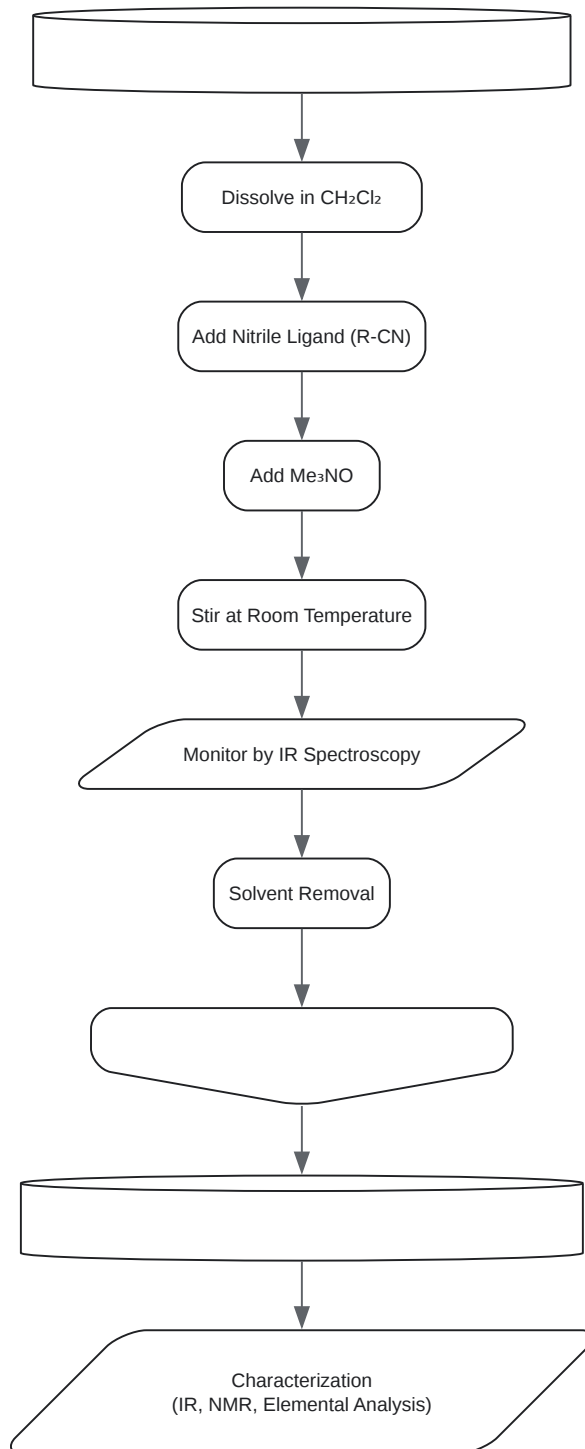 Dissolve in CH₂Cl₂
Add Nitrile Ligand (R-CN)
Add Me₃NO
Stir at Room Temperature
Monitor by IR Spectroscopy
Solvent Removal
Characterization
(IR, NMR, Elemental Analysis)